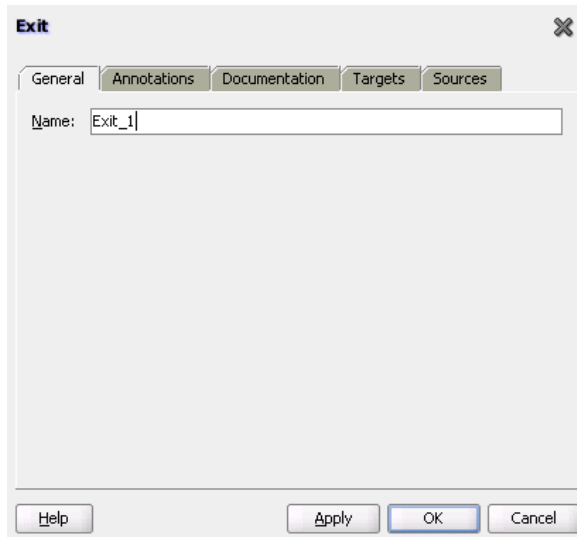 Exit
General Annotations Documentation Targets Sources
Name: Exit_1
Help Apply OK Cancel